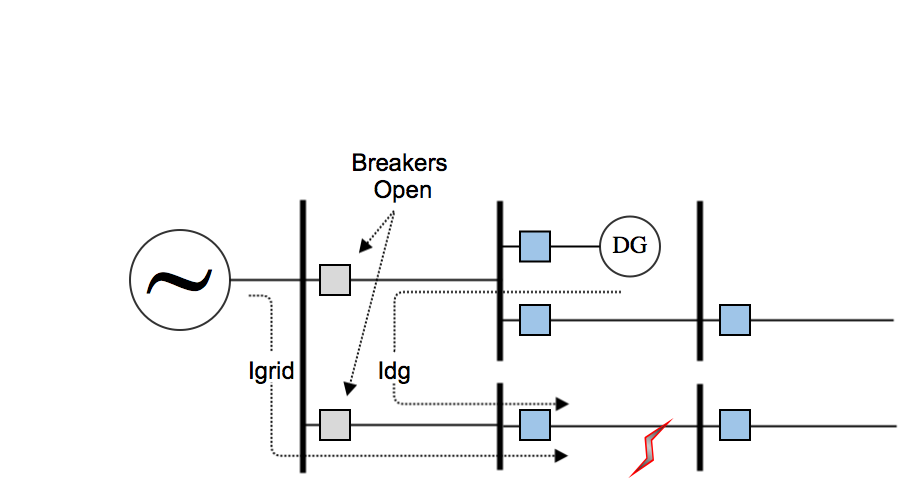 Breakers
Open
DG
Igrid
Idg